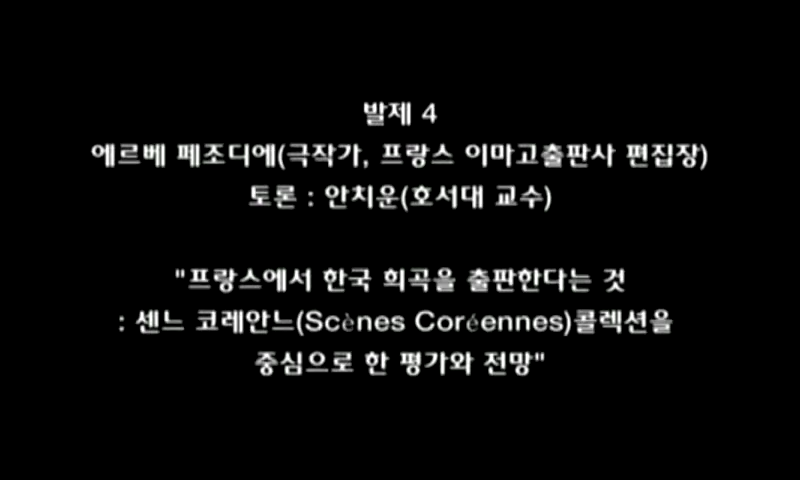 발제 4
에르베 페조디에(극작가, 프랑스 이마고출판사 편집장)
토론 : 안치운(호서대 교수)
"프랑스에서 한국 희곡을 출판한다는 것
: 센느 코레안느(Scènes Coréennes)콜렉션을
중심으로 한 평가와 전망"